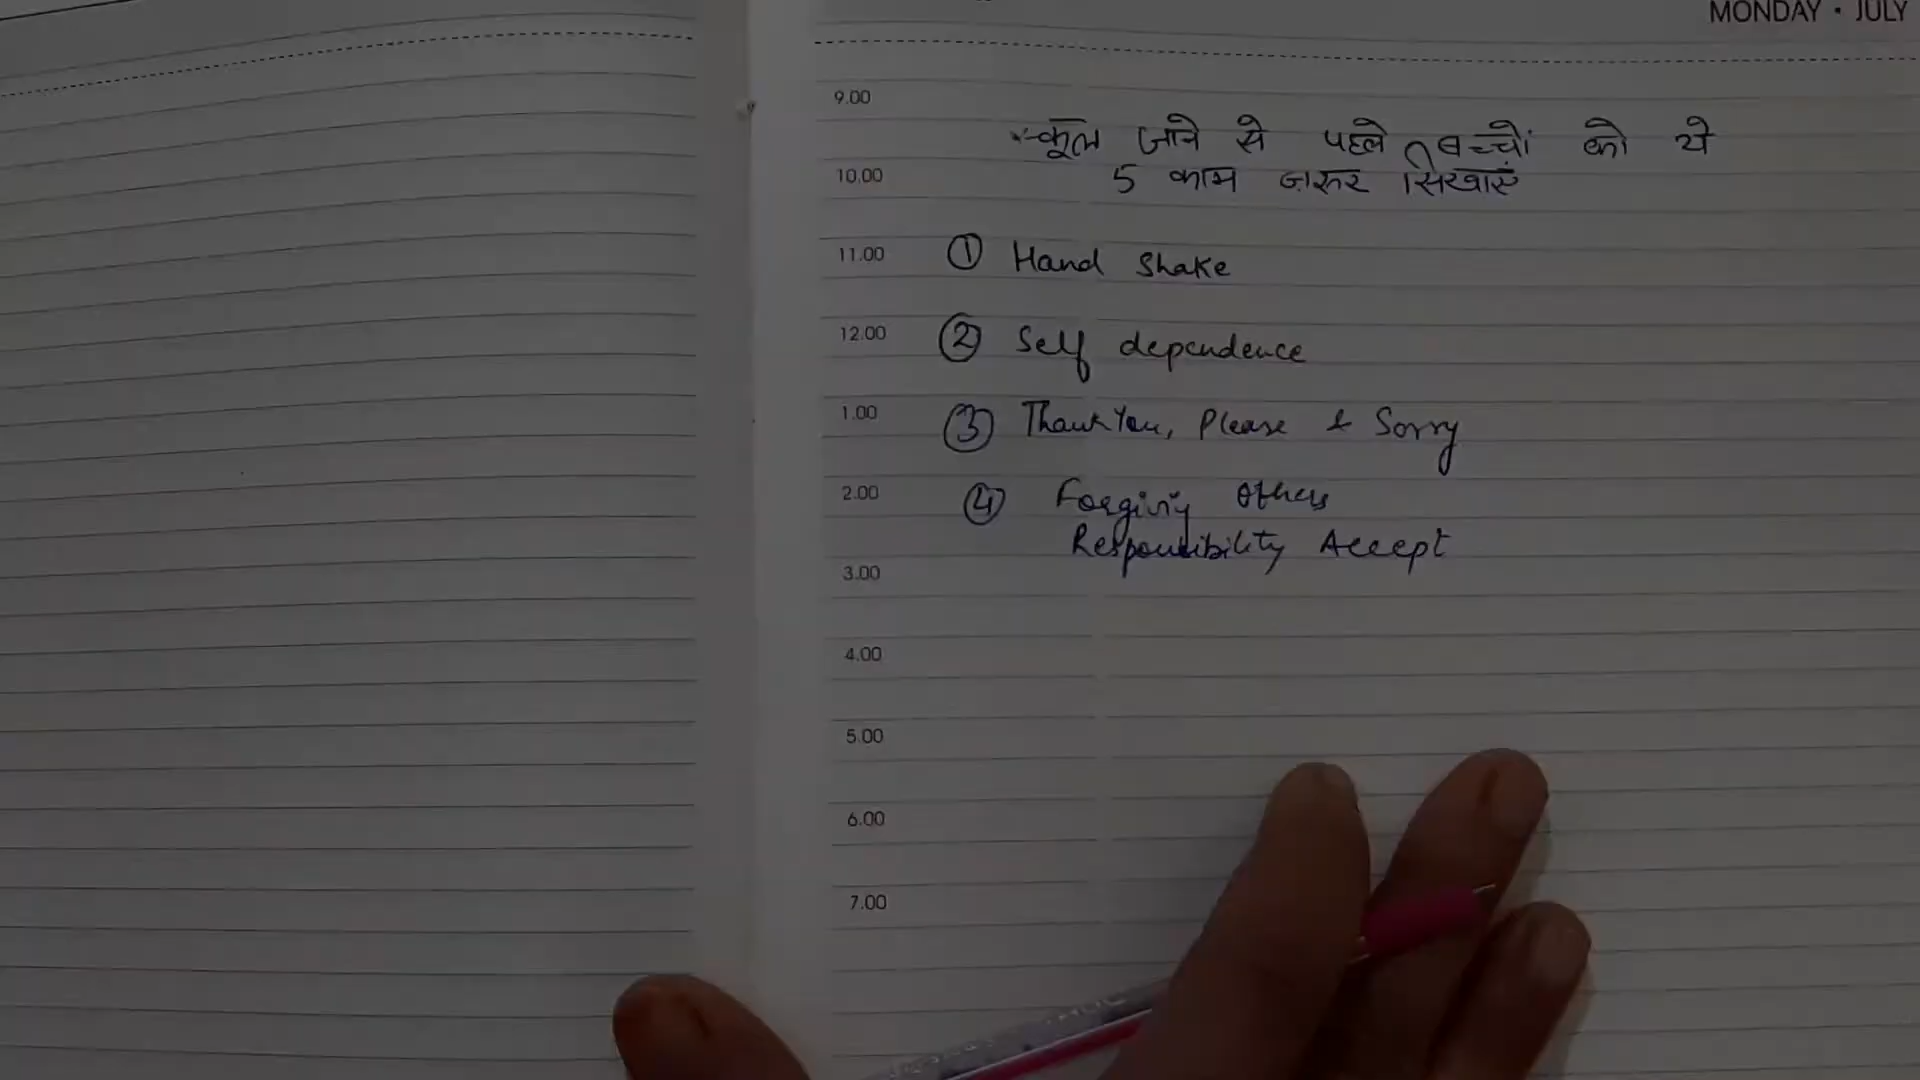 MONDAY • JULY
9.00
स्कूल जाने से पहले बच्चों को ये
10.00
5 काम ज़रूर सिखाएं
11.00 ① Hand Shake
12.00 ② Self dependence
1.00 ③ Thank You, Please & Sorry
2.00 ④ Forgiving Others
Responsibility Accept
3.00
4.00
5.00
6.00
7.00